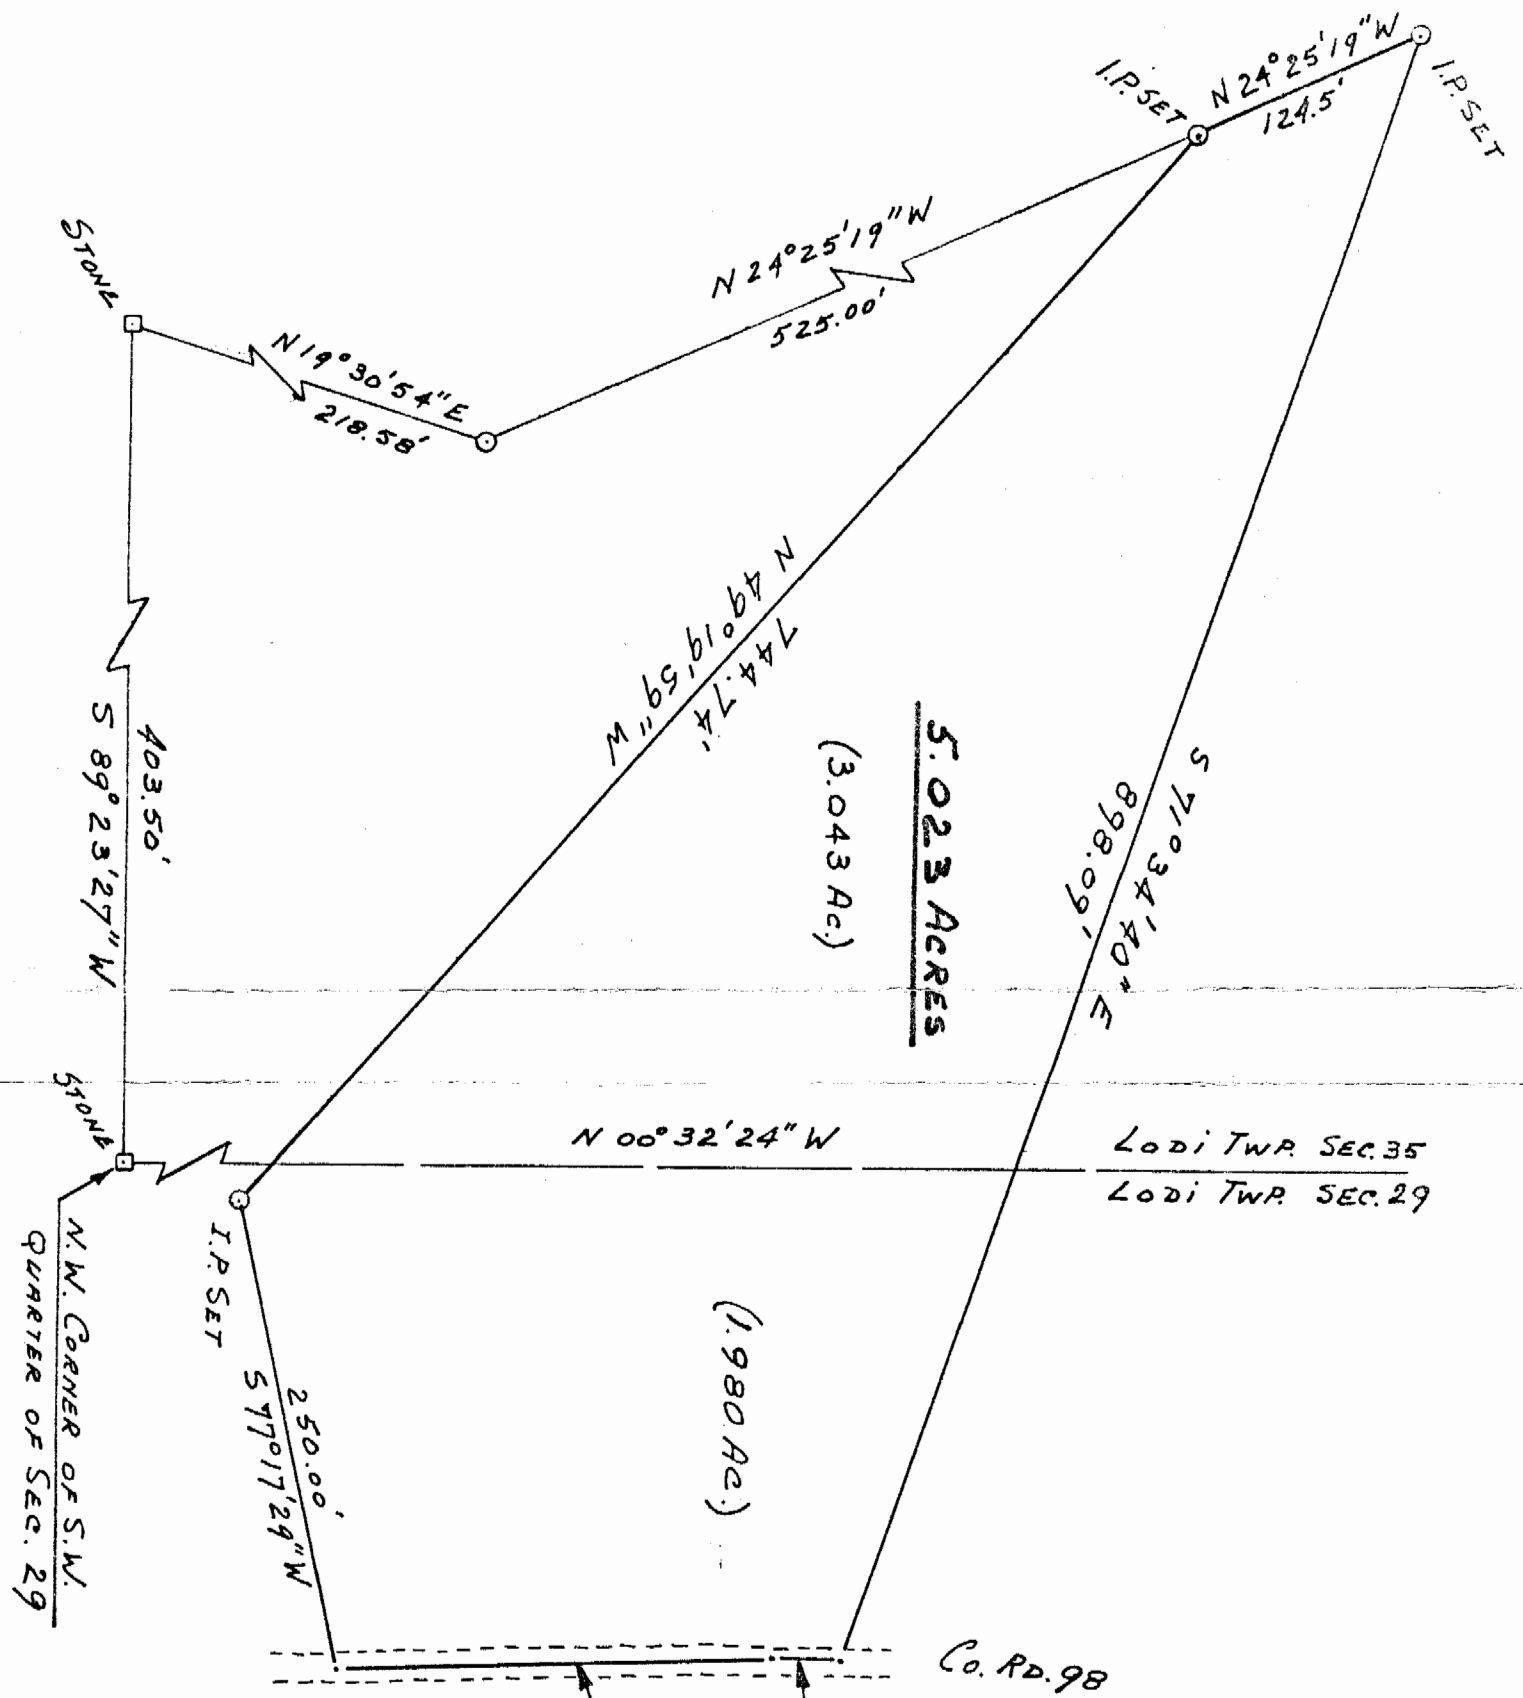 N 24° 25' 19" W
124.5'
I.P. SET
I.P. SET
N 24° 25' 19" W
525.00'
STONE
N 19° 30' 54" E
218.58'
N 49° 19' 59" W
744.74'
S 71° 34' 40" E
898.09'
5.023 ACRES
(3.043 Ac.)
403.50'
S 89° 23' 27" W
STONE
N 00° 32' 24" W
LODI TWP. SEC. 35
LODI TWP. SEC. 29
I.P. SET
N.W. CORNER OF S.W.
QUARTER OF SEC. 29
250.00'
S 77° 17' 29" W
(1.980 Ac.)
Co. RD. 98